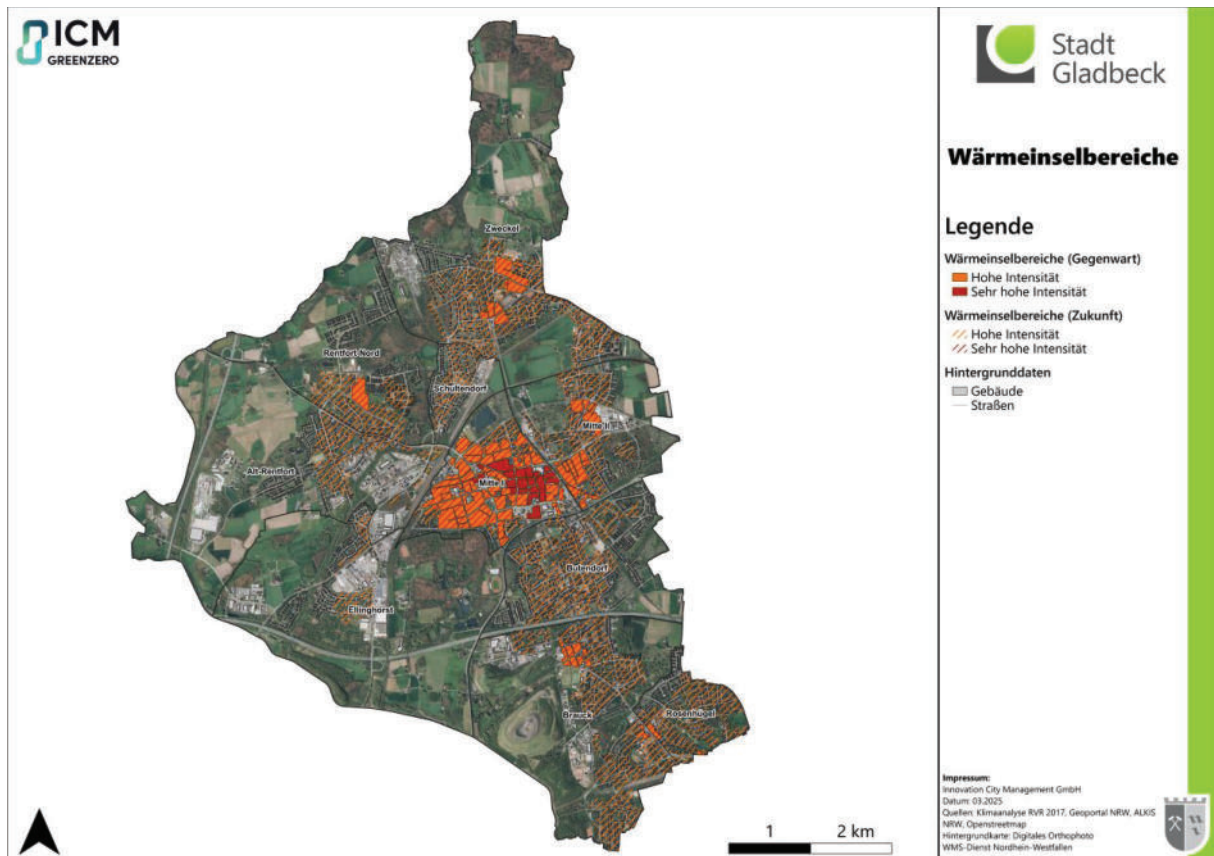 ICM
GREENZERO
Stadt
Gladbeck
Wärmeinselbereiche
Legende
Wärmeinselbereiche (Gegenwart)
Hohe Intensität
Sehr hohe Intensität
Wärmeinselbereiche (Zukunft)
Hohe Intensität
Sehr hohe Intensität
Hintergrunddaten
Gebäude
Straßen
Zweckel
Rentfort Nord
Schultendorf
Mitte II
Alt-Rentfort
Mitte I
Butendorf
Ellinghorst
Brauck
Rosenhügel
1 2 km
Impressum:
Innovation City Management GmbH
Datum: 03.2025
Quellen: Klimaanalyse RVR 2017, Geoportal NRW, ALKIS
NRW, Openstreetmap
Hintergrundkarte: Digitales Orthophoto
WMS-Dienst Nordhein-Westfallen